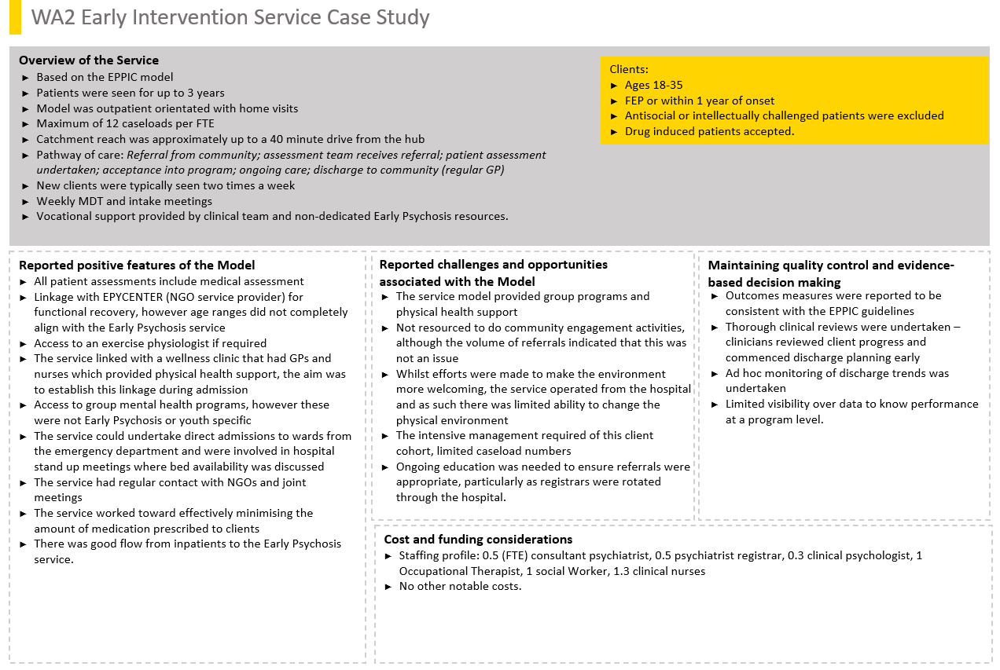 WA2 Early Intervention Service Case Study
Overview of the Service
► Based on the EPPIC model
► Patients were seen for up to 3 years
► Model was outpatient orientated with home visits
► Maximum of 12 caseloads per FTE
► Catchment reach was approximately up to a 40 minute drive from the hub
► Pathway of care: Referral from community; assessment team receives referral; patient assessment
undertaken; acceptance into program; ongoing care; discharge to community (regular GP)
► New clients were typically seen two times a week
► Weekly MDT and intake meetings
► Vocational support provided by clinical team and non-dedicated Early Psychosis resources.
Clients:
► Ages 18-35
► FEP or within 1 year of onset
► Antisocial or intellectually challenged patients were excluded
► Drug induced patients accepted.
Reported positive features of the Model
► All patient assessments include medical assessment
► Linkage with EPYCENTER (NGO service provider) for
functional recovery, however age ranges did not completely
align with the Early Psychosis service
► Access to an exercise physiologist if required
► The service linked with a wellness clinic that had GPs and
nurses which provided physical health support, the aim was
to establish this linkage during admission
► Access to group mental health programs, however these
were not Early Psychosis or youth specific
► The service could undertake direct admissions to wards from
the emergency department and were involved in hospital
stand up meetings where bed availability was discussed
► The service had regular contact with NGOs and joint
meetings
► The service worked toward effectively minimising the
amount of medication prescribed to clients
► There was good flow from inpatients to the Early Psychosis
service.
Reported challenges and opportunities
associated with the Model
► The service model provided group programs and
physical health support
► Not resourced to do community engagement activities,
although the volume of referrals indicated that this was
not an issue
► Whilst efforts were made to make the environment
more welcoming, the service operated from the hospital
and as such there was limited ability to change the
physical environment
► The intensive management required of this client
cohort, limited caseload numbers
► Ongoing education was needed to ensure referrals were
appropriate, particularly as registrars were rotated
through the hospital.
Maintaining quality control and evidence-
based decision making
► Outcomes measures were reported to be
consistent with the EPPIC guidelines
► Thorough clinical reviews were undertaken –
clinicians reviewed client progress and
commenced discharge planning early
► Ad hoc monitoring of discharge trends was
undertaken
► Limited visibility over data to know performance
at a program level.
Cost and funding considerations
► Staffing profile: 0.5 (FTE) consultant psychiatrist, 0.5 psychiatrist registrar, 0.3 clinical psychologist, 1
Occupational Therapist, 1 social Worker, 1.3 clinical nurses
► No other notable costs.